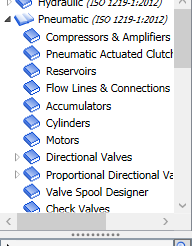 Hydraulic (ISO 1219-1:2012)
Pneumatic (ISO 1219-1:2012)
Compressors & Amplifiers
Pneumatic Actuated Clutch
Reservoirs
Flow Lines & Connections
Accumulators
Cylinders
Motors
Directional Valves
Proportional Directional Va
Valve Spool Designer
Check Valves